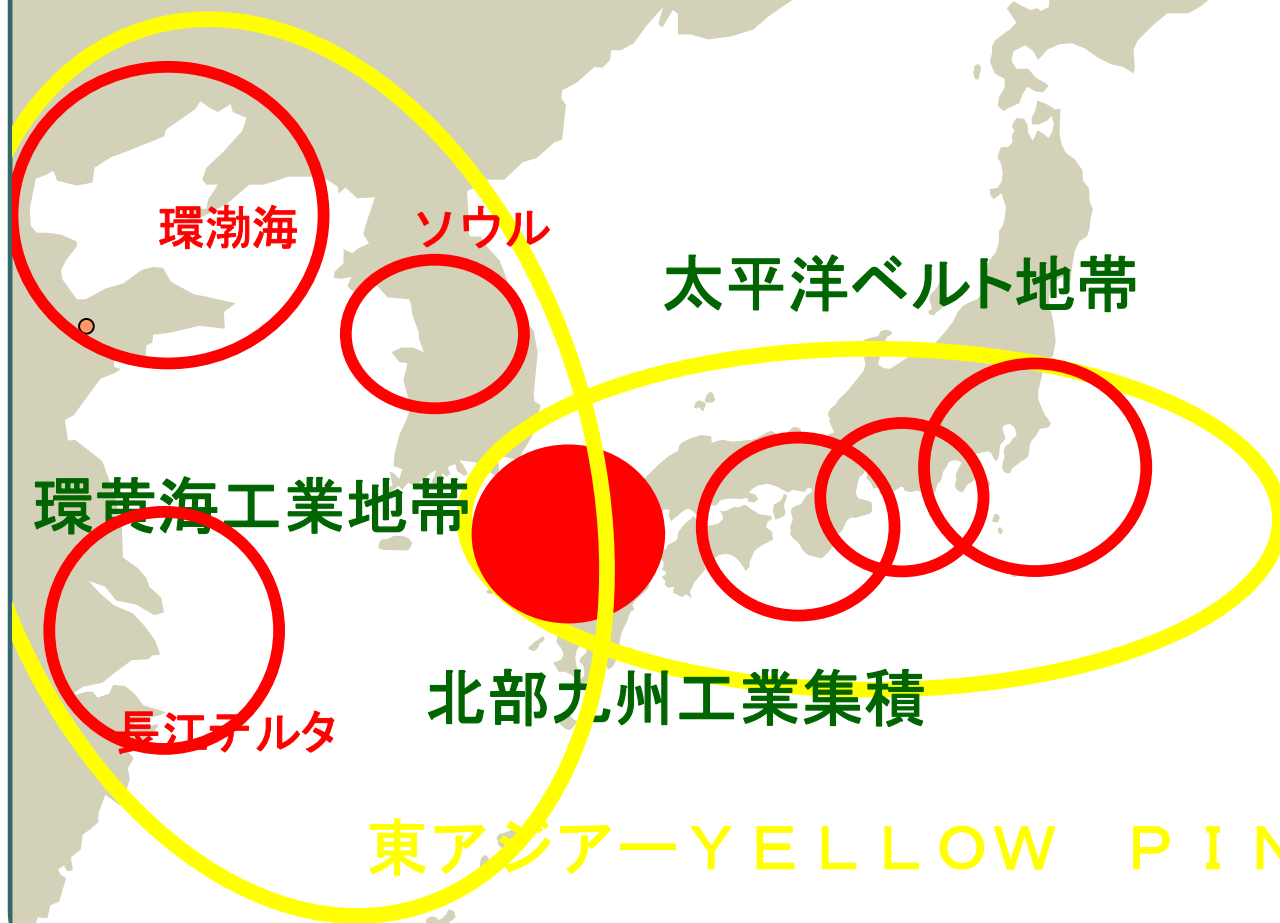 環渤海
ソウル
太平洋ベルト地帯
環黄海工業地帯
北部九州工業集積
長江デルタ
東アジアーＹＥＬＬＯＷ　ＰＩＮ